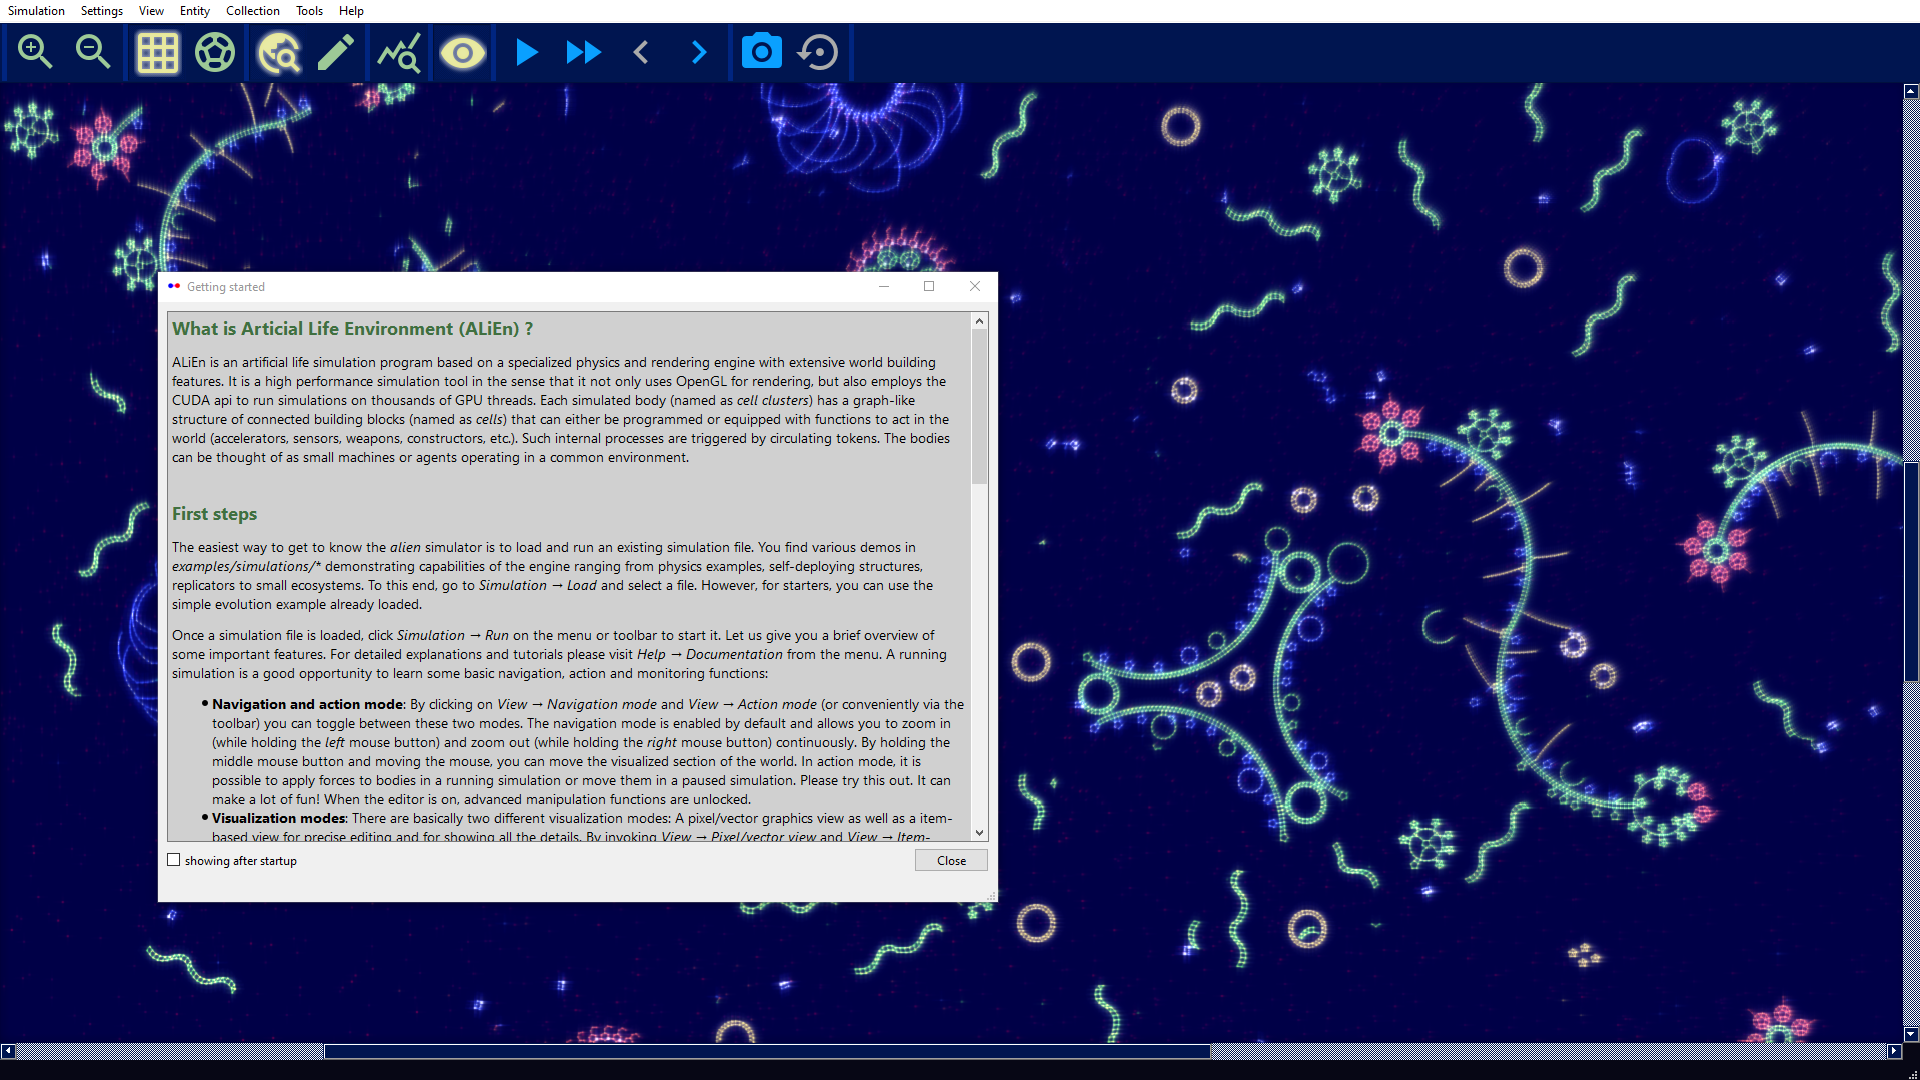 Simulation Settings View Entity Collection Tools Help
Getting started
What is Articial Life Environment (ALiEn) ?
ALiEn is an artificial life simulation program based on a specialized physics and rendering engine with extensive world building
features. It is a high performance simulation tool in the sense that it not only uses OpenGL for rendering, but also employs the
CUDA api to run simulations on thousands of GPU threads. Each simulated body (named as cell clusters) has a graph-like
structure of connected building blocks (named as cells) that can either be programmed or equipped with functions to act in the
world (accelerators, sensors, weapons, constructors, etc.). Such internal processes are triggered by circulating tokens. The bodies
can be thought of as small machines or agents operating in a common environment.
First steps
The easiest way to get to know the alien simulator is to load and run an existing simulation file. You find various demos in
examples/simulations/* demonstrating capabilities of the engine ranging from physics examples, self-deploying structures,
replicators to small ecosystems. To this end, go to Simulation → Load and select a file. However, for starters, you can use the
simple evolution example already loaded.
Once a simulation file is loaded, click Simulation → Run on the menu or toolbar to start it. Let us give you a brief overview of
some important features. For detailed explanations and tutorials please visit Help → Documentation from the menu. A running
simulation is a good opportunity to learn some basic navigation, action and monitoring functions:
• Navigation and action mode: By clicking on View → Navigation mode and View → Action mode (or conveniently via the
toolbar) you can toggle between these two modes. The navigation mode is enabled by default and allows you to zoom in
(while holding the left mouse button) and zoom out (while holding the right mouse button) continuously. By holding the
middle mouse button and moving the mouse, you can move the visualized section of the world. In action mode, it is
possible to apply forces to bodies in a running simulation or move them in a paused simulation. Please try this out. It can
make a lot of fun! When the editor is on, advanced manipulation functions are unlocked.
• Visualization modes: There are basically two different visualization modes: A pixel/vector graphics view as well as a item-
based view for precise editing and for showing all the details. By invoking View → Pixel/vector view and View → Item-
showing after startup
Close